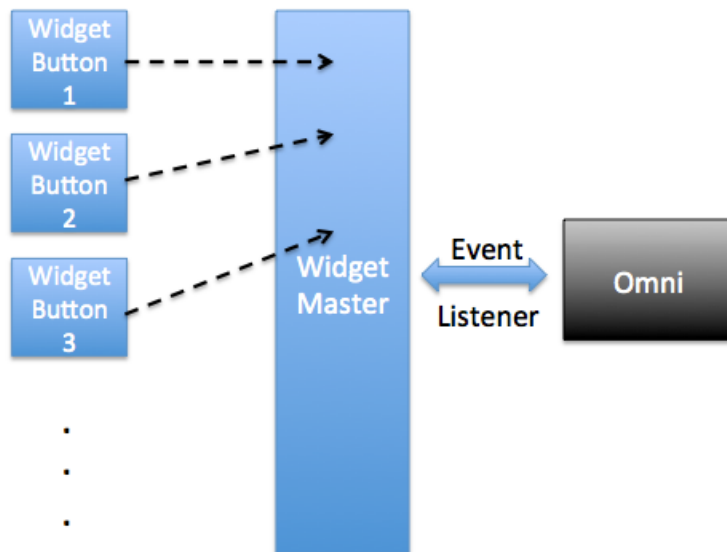 Widget
Button
1
Widget
Button
2
Widget
Button
3
.
.
.
Widget
Master
Event
Listener
Omni